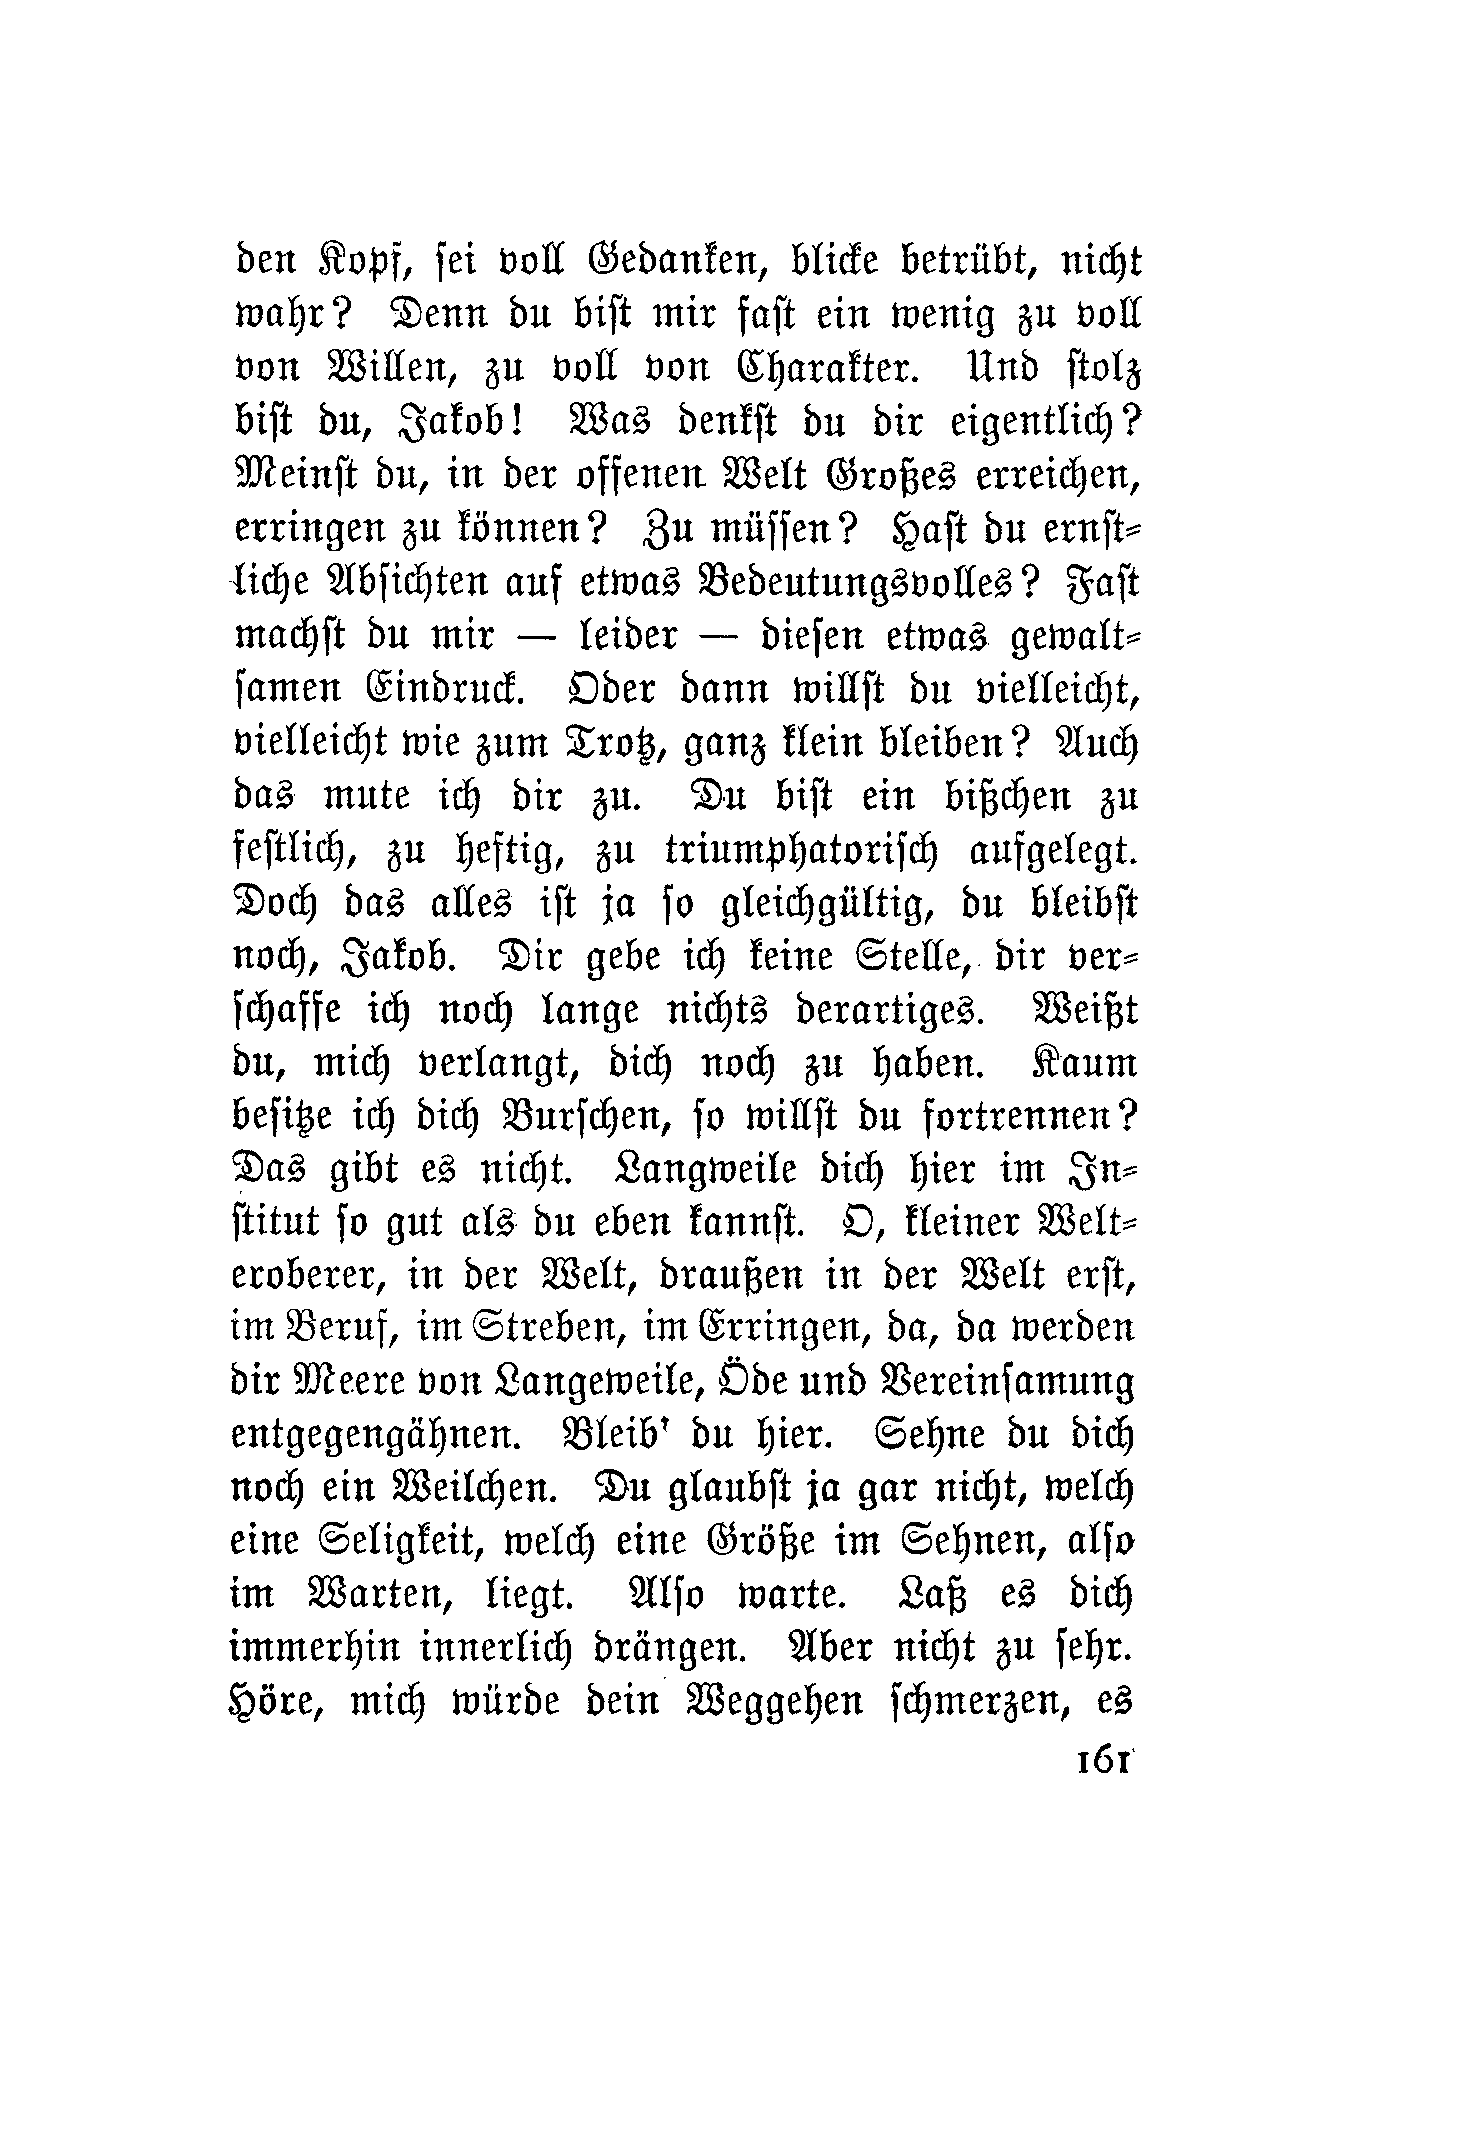 den Kopf, ſei voll Gedanken, blicke betrübt, nicht
wahr? Denn du biſt mir faſt ein wenig zu voll
von Willen, zu voll von Charakter. Und ſtolz
biſt du, Jakob! Was denkſt du dir eigentlich?
Meinſt du, in der offenen Welt Großes erreichen,
erringen zu können? Zu müſſen? Haſt du ernſt⸗
liche Abſichten auf etwas Bedeutungsvolles? Faſt
machſt du mir — leider — dieſen etwas gewalt⸗
ſamen Eindruck. Oder dann willſt du vielleicht,
vielleicht wie zum Trotz, ganz klein bleiben? Auch
das mute ich dir zu. Du biſt ein bißchen zu
feſtlich, zu heftig, zu triumphatoriſch aufgelegt.
Doch das alles iſt ja ſo gleichgültig, du bleibſt
noch, Jakob. Dir gebe ich keine Stelle, dir ver⸗
ſchaffe ich noch lange nichts derartiges. Weißt
du, mich verlangt, dich noch zu haben. Kaum
beſitze ich dich Burſchen, ſo willſt du fortrennen?
Das gibt es nicht. Langweile dich hier im In⸗
ſtitut ſo gut als du eben kannſt. O, kleiner Welt⸗
eroberer, in der Welt, draußen in der Welt erſt,
im Beruf, im Streben, im Erringen, da, da werden
dir Meere von Langeweile, Öde und Vereinſamung
entgegengähnen. Bleib' du hier. Sehne du dich
noch ein Weilchen. Du glaubſt ja gar nicht, welch
eine Seligkeit, welch eine Größe im Sehnen, alſo
im Warten, liegt. Alſo warte. Laß es dich
immerhin innerlich drängen. Aber nicht zu ſehr.
Höre, mich würde dein Weggehen ſchmerzen, es
161